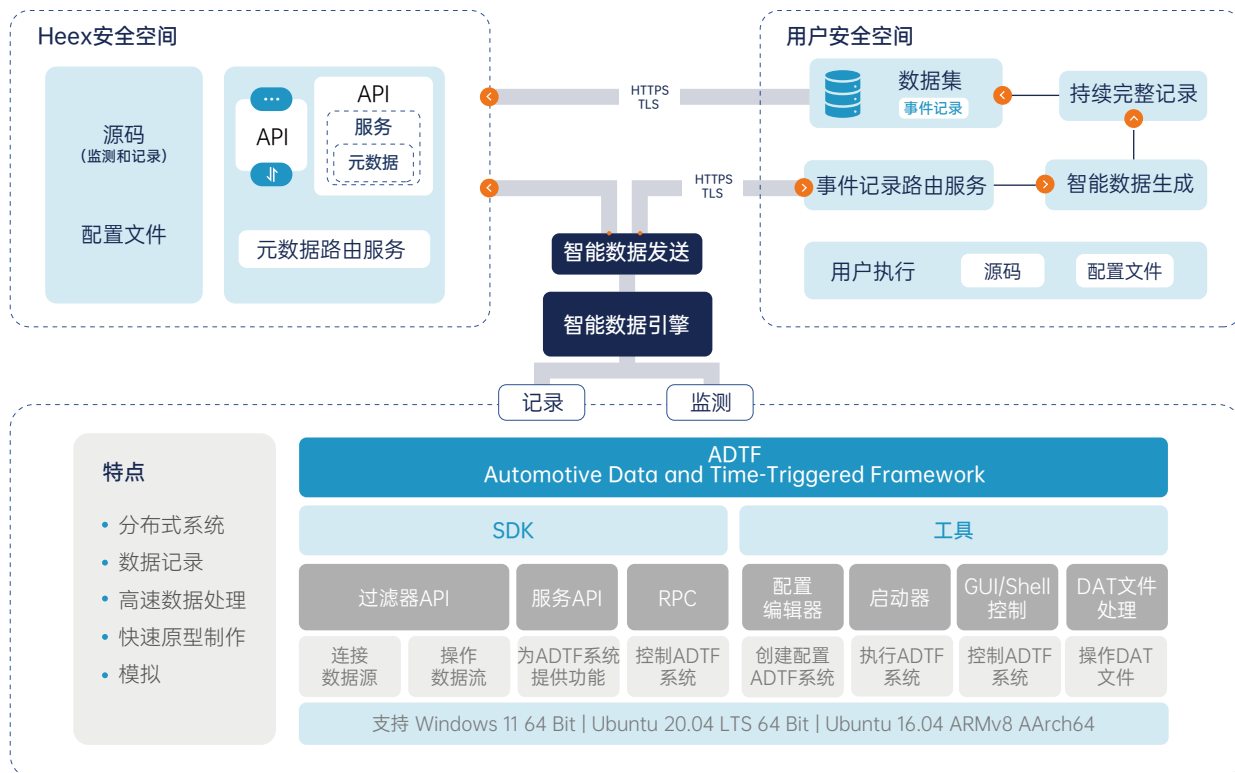 Heex安全空间
源码
(监测和记录)
配置文件
API
API
服务
元数据
元数据路由服务
HTTPS
TLS
HTTPS
TLS
智能数据发送
智能数据引擎
用户安全空间
数据集
事件记录
持续完整记录
事件记录路由服务
智能数据生成
用户执行
源码
配置文件
记录
监测
特点
• 分布式系统
• 数据记录
• 高速数据处理
• 快速原型制作
• 模拟
ADTF
Automotive Data and Time-Triggered Framework
SDK
工具
过滤器API
服务API
RPC
配置
编辑器
启动器
GUI/Shell
控制
DAT文件
处理
连接
数据源
操作
数据流
为ADTF系统
提供功能
控制ADTF
系统
创建配置
ADTF系统
执行ADTF
系统
控制ADTF
系统
操作DAT
文件
支持 Windows 11 64 Bit | Ubuntu 20.04 LTS 64 Bit | Ubuntu 16.04 ARMv8 AArch64